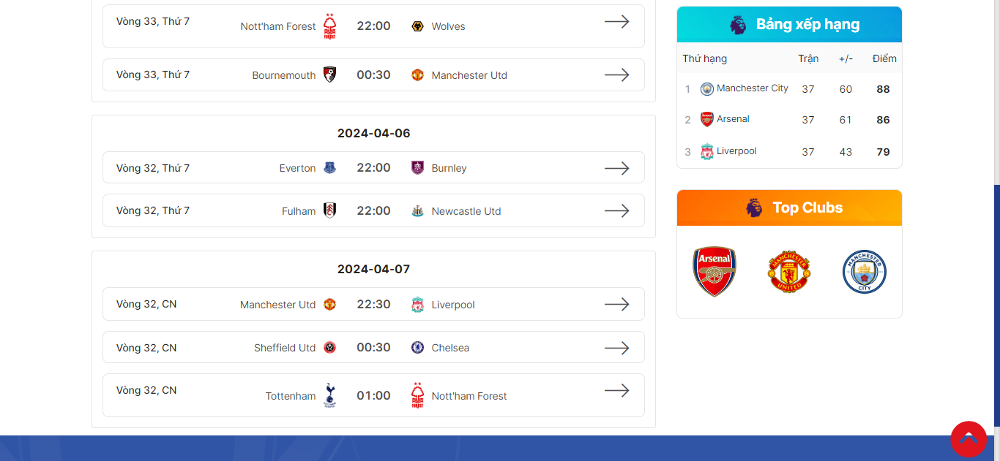 Vòng 33, Thứ 7 Nott'ham Forest 22:00 Wolves
Vòng 33, Thứ 7 Bournemouth 00:30 Manchester Utd
2024-04-06
Vòng 32, Thứ 7 Everton 22:00 Burnley
Vòng 32, Thứ 7 Fulham 22:00 Newcastle Utd
2024-04-07
Vòng 32, CN Manchester Utd 22:30 Liverpool
Vòng 32, CN Sheffield Utd 00:30 Chelsea
Vòng 32, CN Tottenham 01:00 Nott'ham Forest
Bảng xếp hạng
Thứ hạng Trận +/- Điểm
1 Manchester City 37 60 88
2 Arsenal 37 61 86
3 Liverpool 37 43 79
Top Clubs
Arsenal
MANCHESTER
UNITED
MANCHESTER
CITY